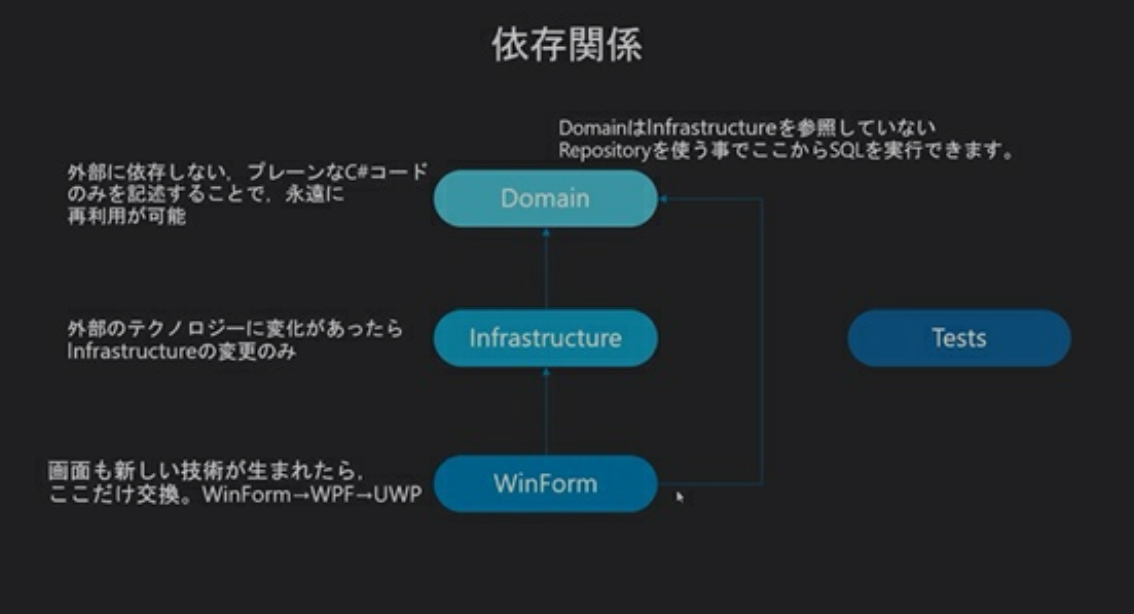 依存関係
DomainはInfrastructureを参照していない
Repositoryを使う事でここからSQLを実行できます。
外部に依存しない、プレーンなC#コード
のみを記述することで、永遠に
再利用が可能
Domain
外部のテクノロジーに変化があったら
Infrastructureの変更のみ
Infrastructure
Tests
画面も新しい技術が生まれたら、
ここだけ交換。WinForm→WPF→UWP
WinForm